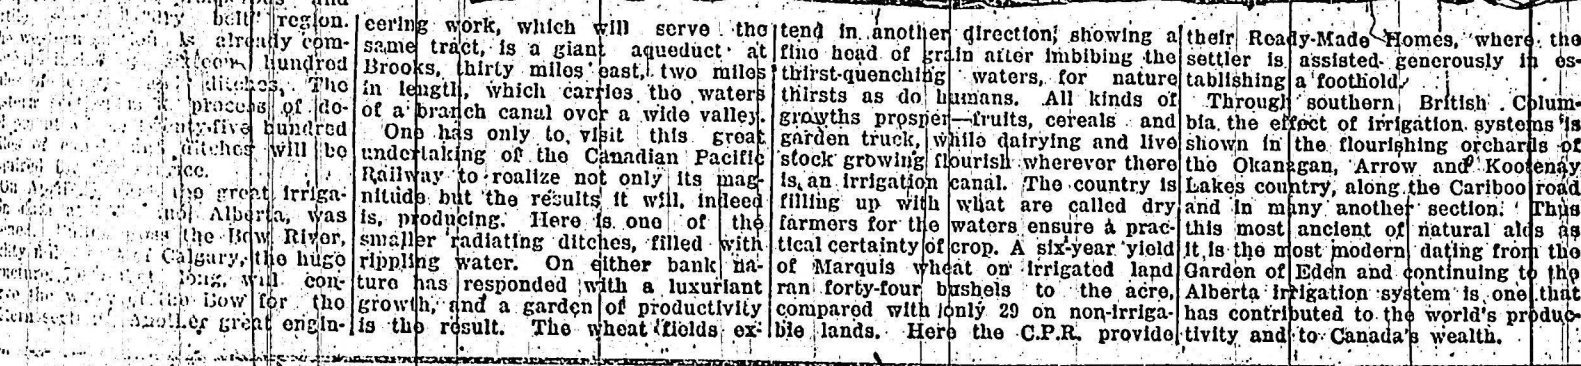 belt region.
is already com-
hundred
ditches, The
process of de-
twenty-five hundred
ditches will be
the great irriga-
Alberta, was
the Bow River,
Calgary, the huge
long, will con-
the Bow for the
Another great engin-
eering work, which will serve the
same tract, is a giant aqueduct at
Brooks, thirty miles east, two miles
in length, which carries the waters
of a branch canal over a wide valley.
One has only to visit this great
undertaking of the Canadian Pacific
Railway to realize not only its mag-
nitude but the results it will, indeed
is, producing. Here is one of the
smaller radiating ditches, filled with
rippling water. On either bank na-
ture has responded with a luxuriant
growth, and a garden of productivity
is the result. The wheat fields ex-
tend in another direction, showing a
fine head of grain after imbibing the
thirst-quenching waters, for nature
thirsts as do humans. All kinds of
growths prosper—fruits, cereals and
garden truck, while dairying and live
stock growing flourish wherever there
is an irrigation canal. The country is
filling up with what are called dry
farmers for the waters ensure a prac-
tical certainty of crop. A six-year yield
of Marquis wheat on irrigated land
ran forty-four bushels to the acre,
compared with only 29 on non-irriga-
ble lands. Here the C.P.R. provide
their Ready-Made Homes, where the
settler is assisted generously in es-
tablishing a foothold.
Through southern British Colum-
bia the effect of irrigation systems is
shown in the flourishing orchards of
the Okanagan, Arrow and Kootenay
Lakes country, along the Cariboo road
and in many another section. Thus
this most ancient of natural aids as
it is the most modern dating from the
Garden of Eden and continuing to the
Alberta irrigation system is one that
has contributed to the world's produc-
tivity and to Canada's wealth.